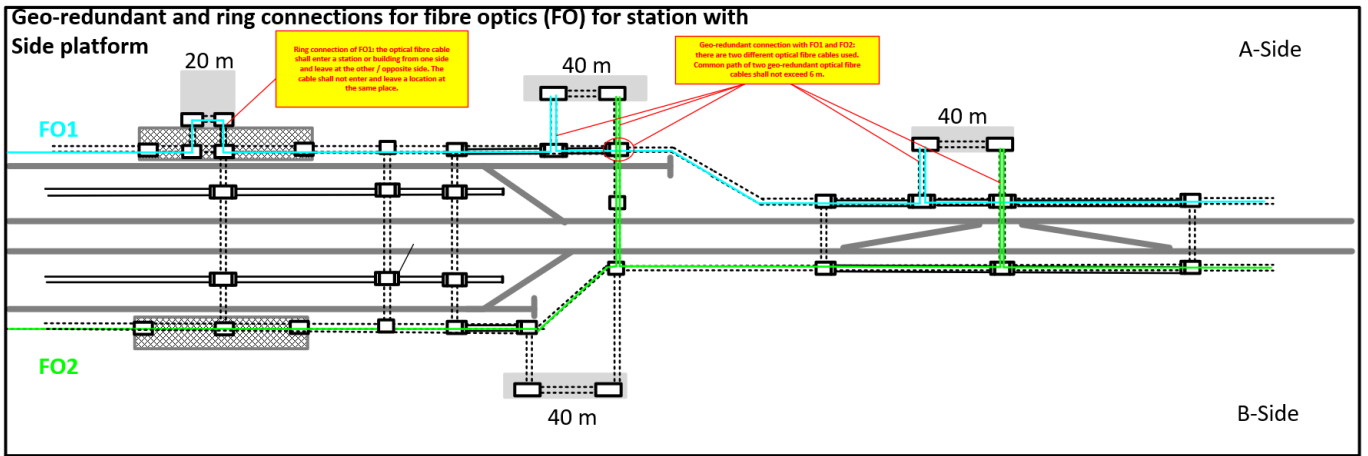 Geo-redundant and ring connections for fibre optics (FO) for station with
Side platform
Ring connection of FO1: the optical fibre cable
shall enter a station or building from one side
and leave at the other / opposite side. The
cable shall not enter and leave a location at
the same place.
Geo-redundant connection with FO1 and FO2:
there are two different optical fibre cables used.
Common path of two geo-redundant optical fibre
cables shall not exceed 6 m.
A-Side
20 m
40 m
40 m
FO1
FO2
40 m
B-Side